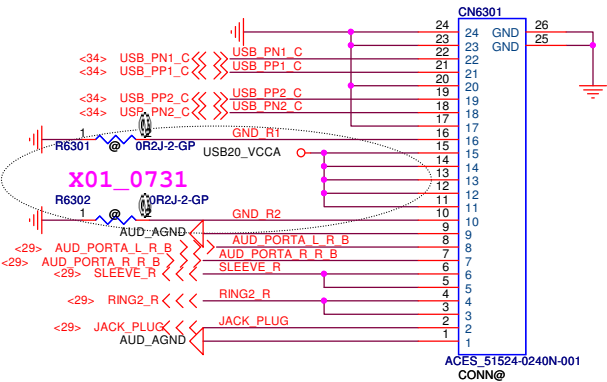 CN6301
24 24 GND 26
23 23 GND 25
<34> USB_PN1_C USB_PN1_C 22 22
<34> USB_PP1_C USB_PP1_C 21 21
20 20
<34> USB_PP2_C USB_PP2_C 19 19
<34> USB_PN2_C USB_PN2_C 18 18
17 17
1 2 GND_R1 16 16
R6301 @ 0R2J-2-GP
USB20_VCCA 15 15
14 14
X01_0731 13 13
12 12
R6302 0R2J-2-GP 11 11
1 @ 2 GND_R2 10 10
AUD_AGND 9 9
<29> AUD_PORTA_L_R_B AUD_PORTA_L_R_B 8 8
<29> AUD_PORTA_R_R_B AUD_PORTA_R_R_B 7 7
<29> SLEEVE_R SLEEVE_R 6 6
5 5
<29> RING2_R RING2_R 4 4
3 3
<29> JACK_PLUG JACK_PLUG 2 2
AUD_AGND 1 1
ACES_51524-0240N-001
CONN@